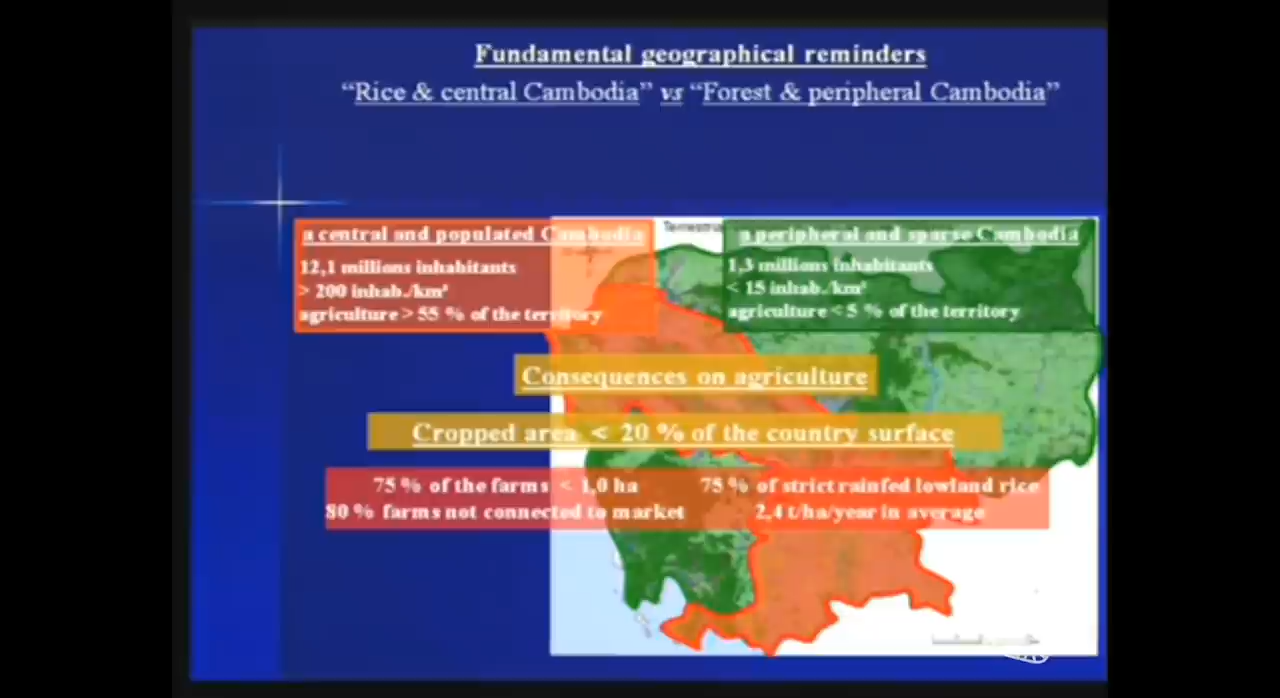 Fundamental geographical reminders
“Rice & central Cambodia” vs “Forest & peripheral Cambodia”
a central and populated Cambodia
12,1 millions inhabitants
> 200 inhab./km²
agriculture > 55 % of the territory
a peripheral and sparse Cambodia
1,3 millions inhabitants
< 15 inhab./km²
agriculture < 5 % of the territory
Consequences on agriculture
Cropped area < 20 % of the country surface
75 % of the farms < 1,0 ha
80 % farms not connected to market
75 % of strict rainfed lowland rice
2,4 t/ha/year in average